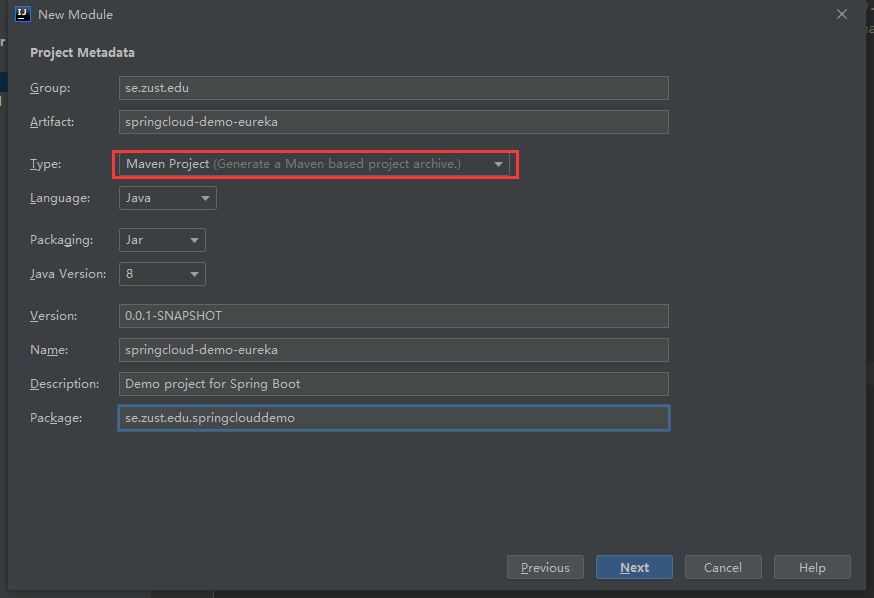 New Module
Project Metadata
Group: se.zust.edu
Artifact: springcloud-demo-eureka
Type: Maven Project (Generate a Maven based project archive.)
Language: Java
Packaging: Jar
Java Version: 8
Version: 0.0.1-SNAPSHOT
Name: springcloud-demo-eureka
Description: Demo project for Spring Boot
Package: se.zust.edu.springclouddemo
Previous Next Cancel Help